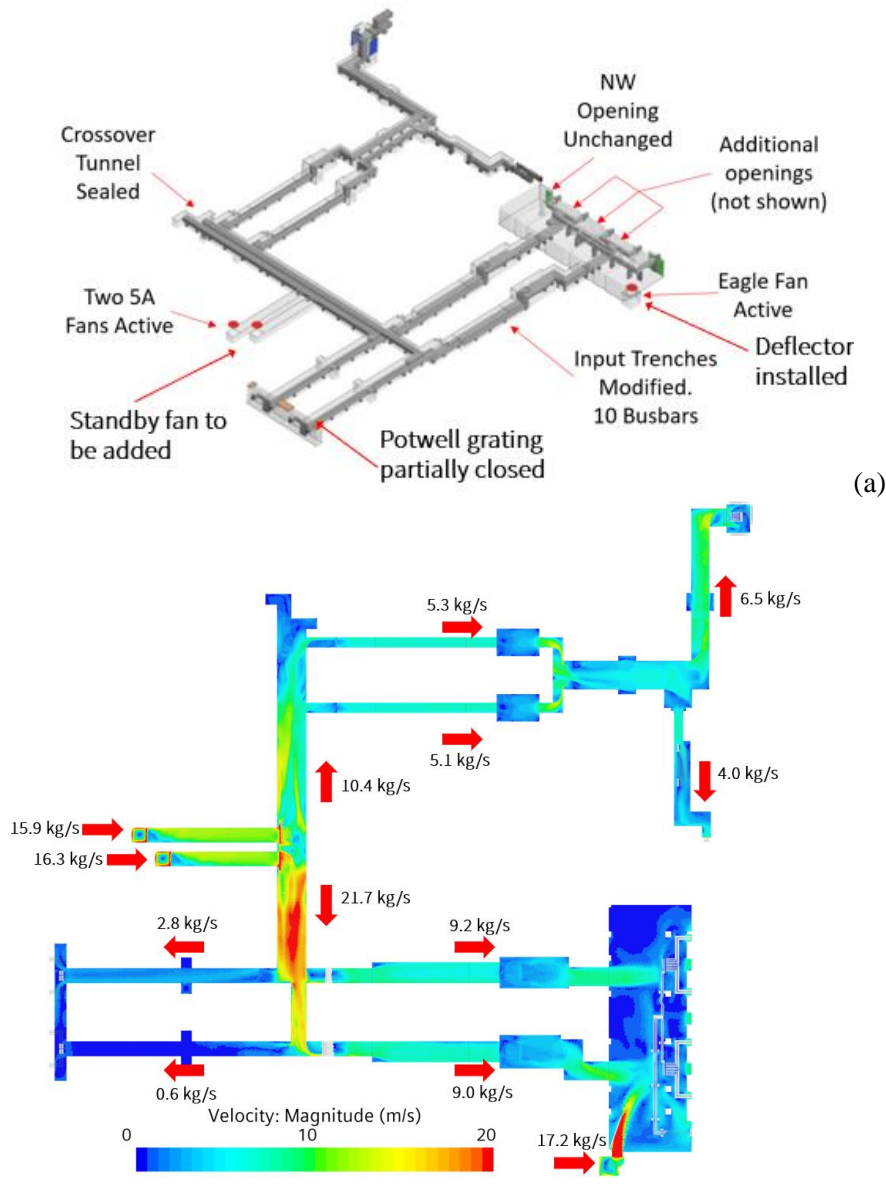 NW
Opening
Unchanged
Crossover
Tunnel
Sealed
Additional
openings
(not shown)
Two 5A
Fans Active
Eagle Fan
Active
Deflector
installed
Input Trenches
Modified.
10 Busbars
Standby fan to
be added
Potwell grating
partially closed
(a)
5.3 kg/s
6.5 kg/s
5.1 kg/s
10.4 kg/s
4.0 kg/s
15.9 kg/s
16.3 kg/s
21.7 kg/s
2.8 kg/s
9.2 kg/s
0.6 kg/s
9.0 kg/s
Velocity: Magnitude (m/s)
0 10 20
17.2 kg/s